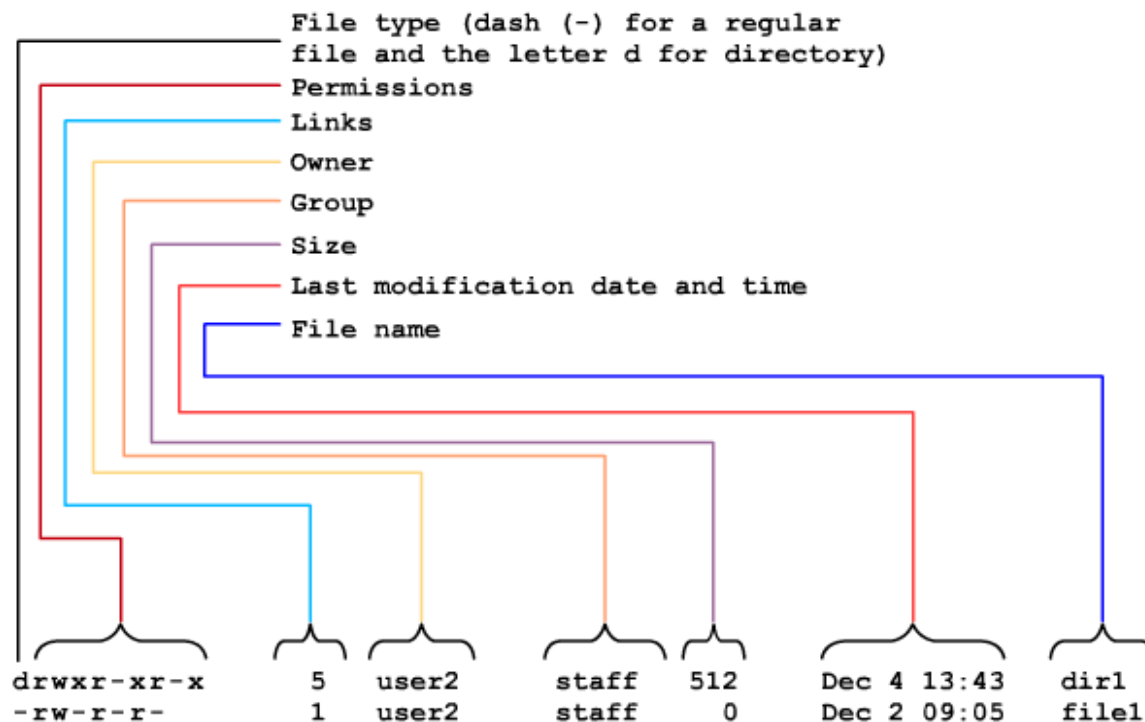 File type (dash (-) for a regular
file and the letter d for directory)
Permissions
Links
Owner
Group
Size
Last modification date and time
File name
drwxr-xr-x 5 user2 staff 512 Dec 4 13:43 dir1
-rw-r-r- 1 user2 staff 0 Dec 2 09:05 file1